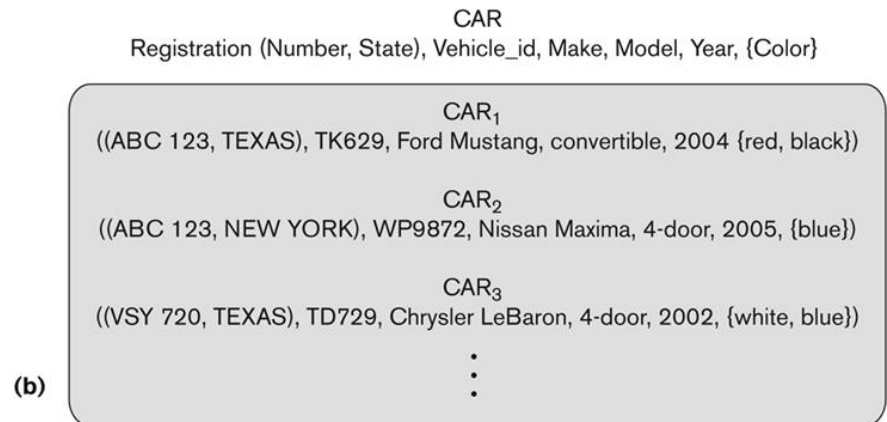 CAR
Registration (Number, State), Vehicle_id, Make, Model, Year, {Color}
CAR₁
((ABC 123, TEXAS), TK629, Ford Mustang, convertible, 2004 {red, black})
CAR₂
((ABC 123, NEW YORK), WP9872, Nissan Maxima, 4-door, 2005, {blue})
CAR₃
((VSY 720, TEXAS), TD729, Chrysler LeBaron, 4-door, 2002, {white, blue})
(b)